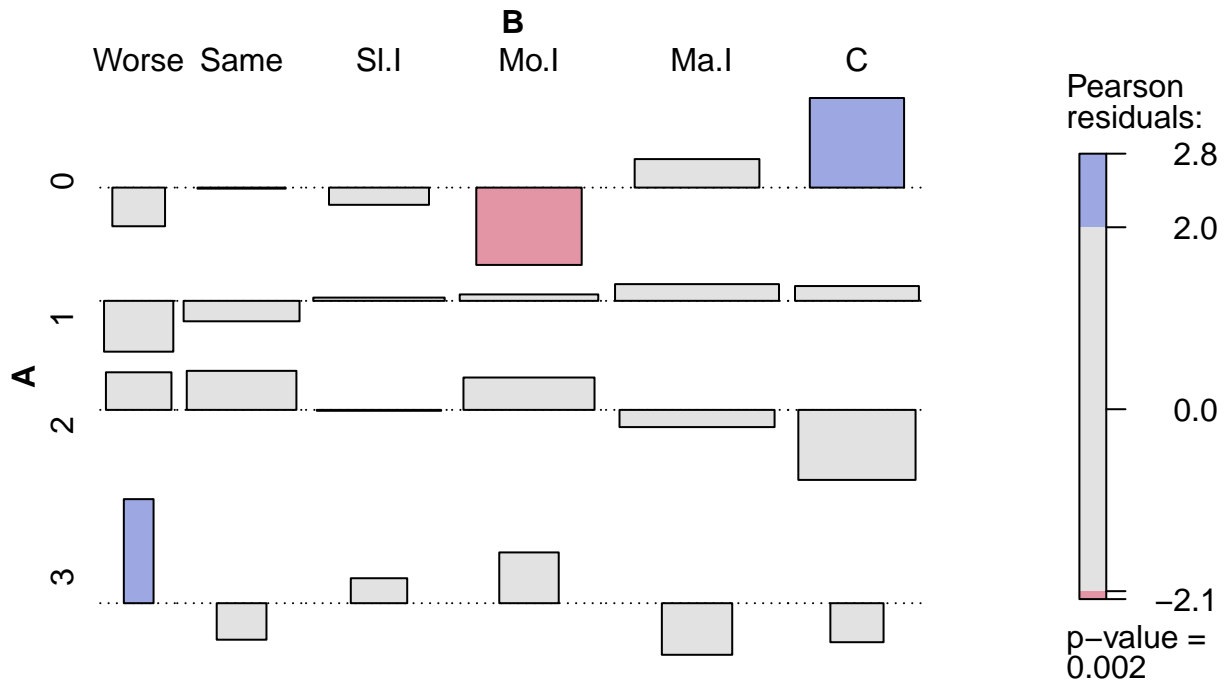 B
Worse Same Sl.I Mo.I Ma.I C
A
0
1
2
3
Pearson
residuals:
2.8
2.0
0.0
−2.1
p−value =
0.002